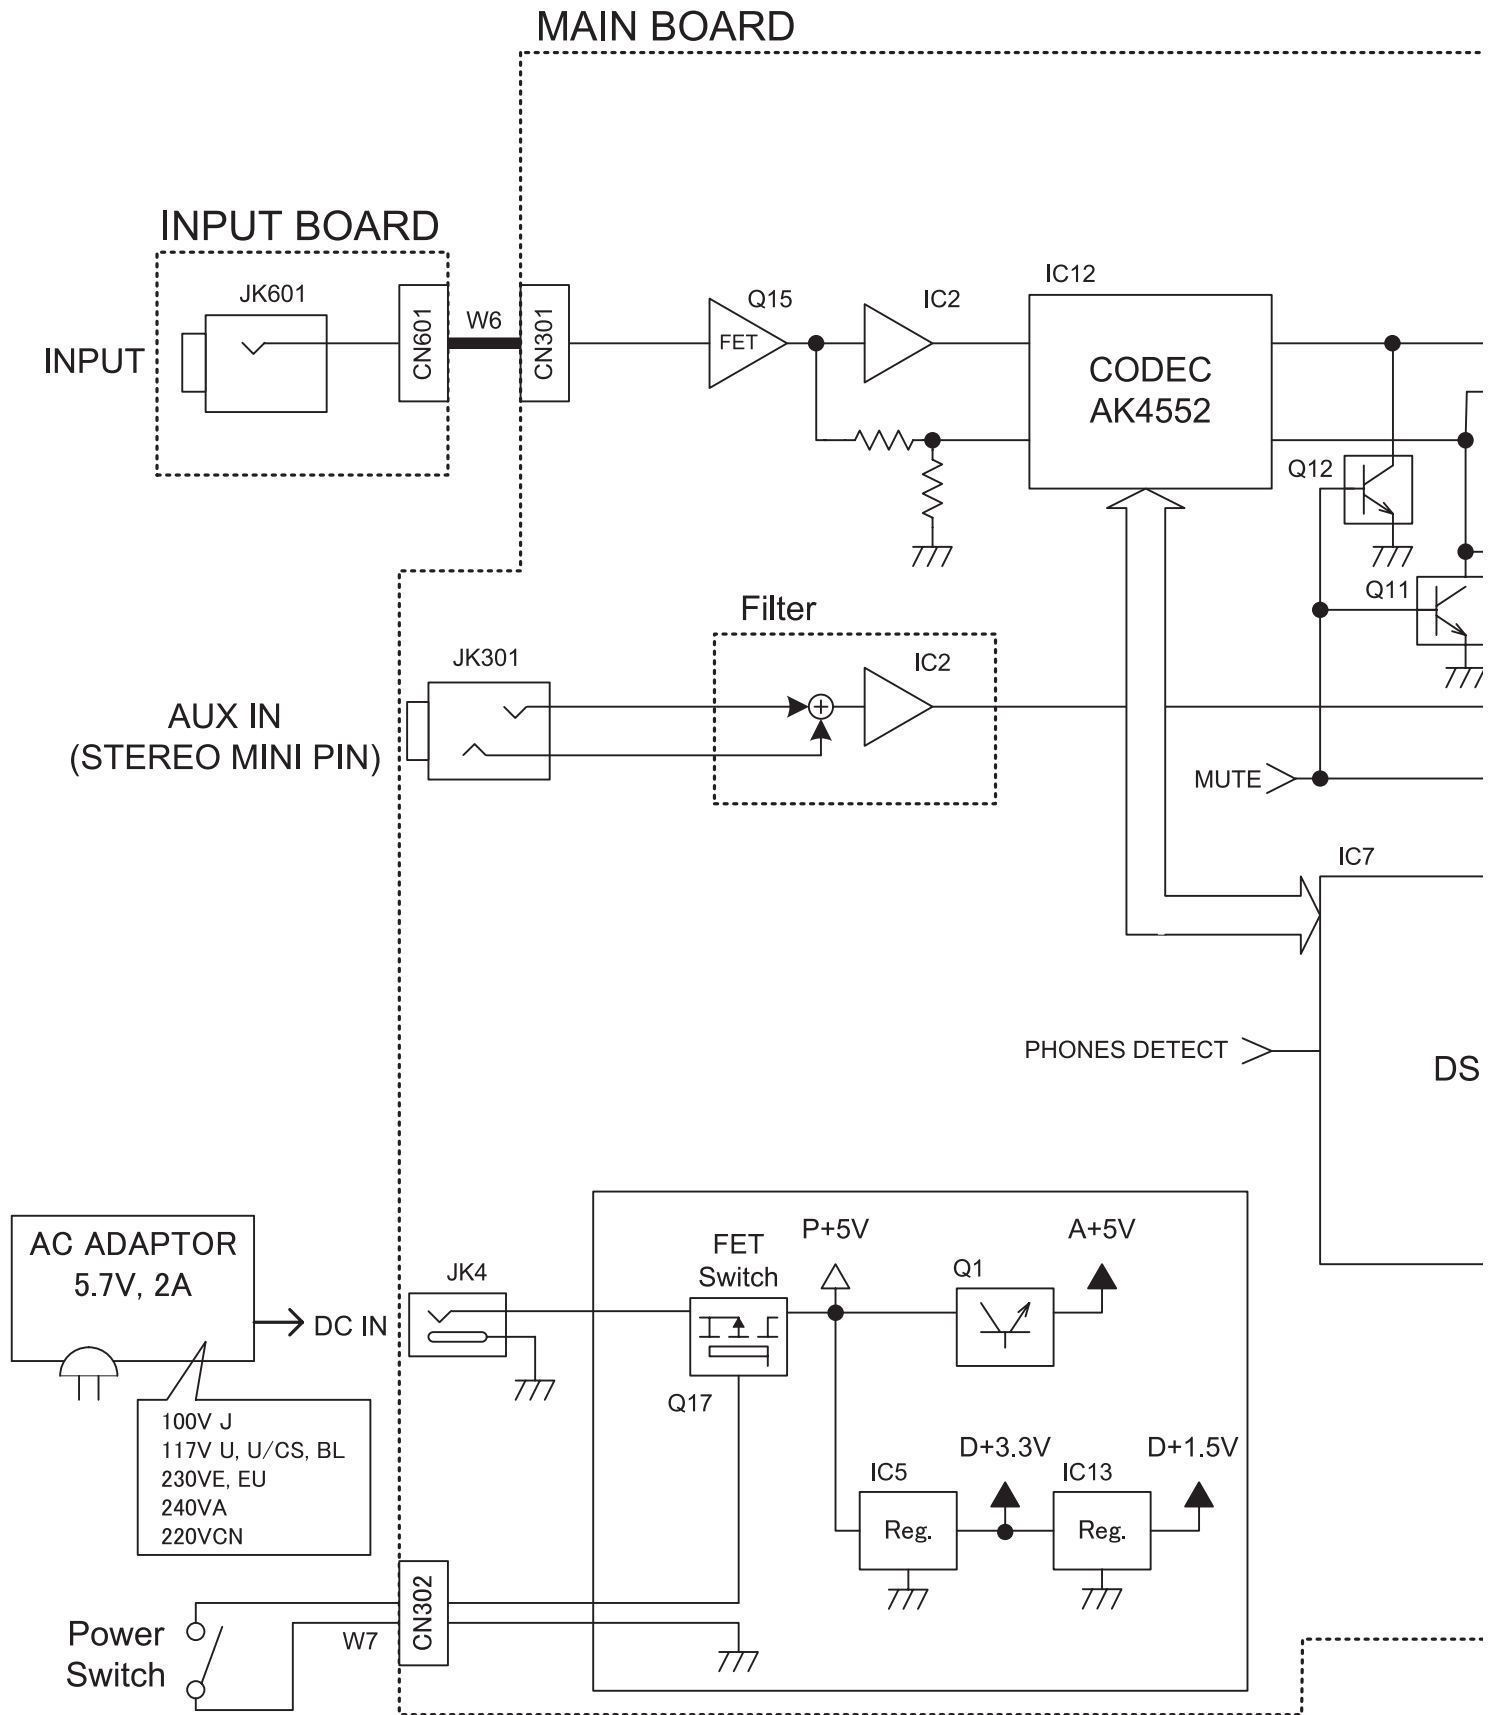 MAIN BOARD
INPUT BOARD
JK601
INPUT
CN601
W6
CN301
Q15
FET
IC2
IC12
CODEC
AK4552
Q12
Q11
Filter
IC2
JK301
AUX IN
(STEREO MINI PIN)
MUTE
IC7
PHONES DETECT
DS
AC ADAPTOR
5.7V, 2A
DC IN
JK4
100V J
117V U, U/CS, BL
230VE, EU
240VA
220VCN
FET
Switch
Q17
P+5V
Q1
A+5V
IC5
Reg.
D+3.3V
IC13
Reg.
D+1.5V
Power
Switch
W7
CN302